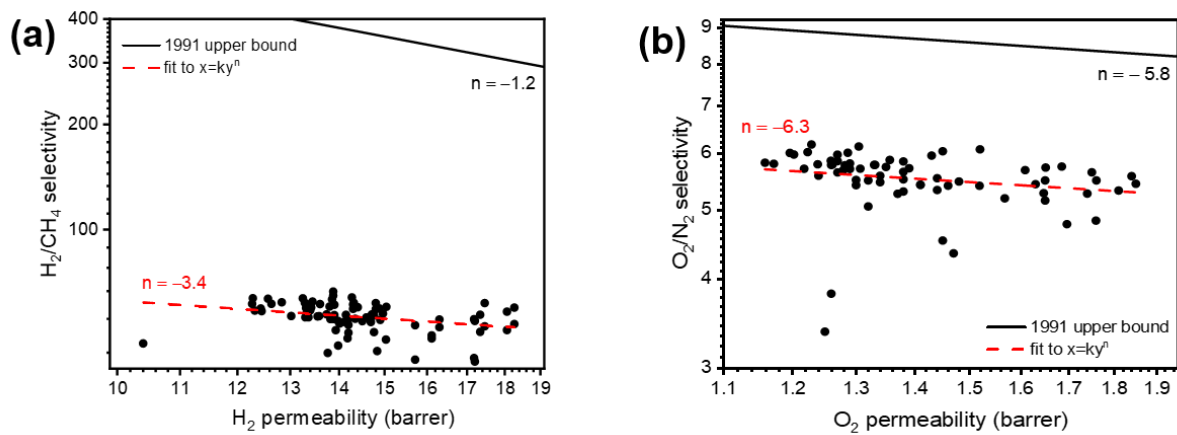 (a)
400
300
100
H₂/CH₄ selectivity
1991 upper bound
fit to x=kyⁿ
n = −1.2
n = −3.4
10 11 12 13 14 15 16 17 18 19
H₂ permeability (barrer)
(b)
9
8
7
6
5
4
3
O₂/N₂ selectivity
n = − 5.8
n = −6.3
1991 upper bound
fit to x=kyⁿ
1.1 1.2 1.3 1.4 1.5 1.6 1.7 1.8 1.9
O₂ permeability (barrer)